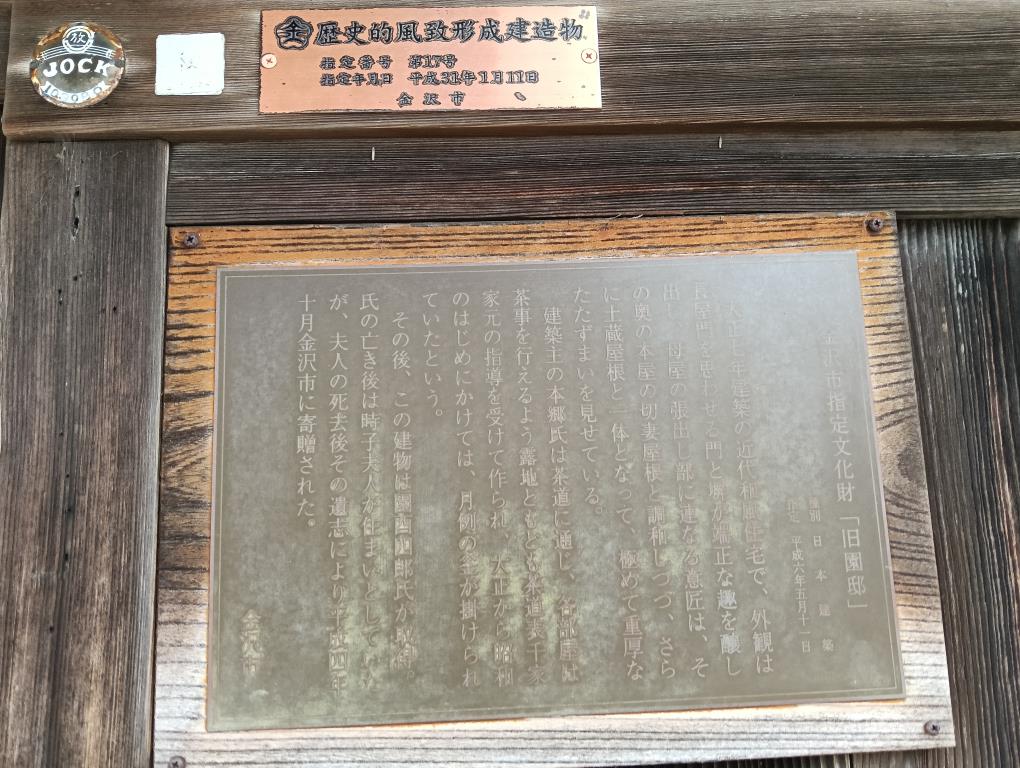 放
JOCK
歴史的風致形成建造物
指定番号 第17号
指定年月日 平成31年1月11日
金沢市
金沢市指定文化財「旧園邸」
種別 日本建築
指定 平成六年五月十一日
大正 年建築の近代和風住宅で、外観は
長屋門を思わせる門と塀が端正な趣を醸し
出し、母屋の張出し部に連なる意匠は、そ
の奥の本屋の切妻屋根と調和しつつ、さら
に土蔵屋根と一体となって、極めて重厚な
たたずまいを見せている。
建築主の本郷氏は茶道に通し、各部屋は
茶事を行えるよう露地ともども茶道裏千家
家元の指導を受けて作られ、大正から昭和
のはじめにかけては、月例の釜が掛けられ
ていたという。
その後、この建物は園酉四郎氏が取得。
氏の亡き後は時子夫人が住まいとしていた
が、夫人の死去後その遺志により平成四年
十月金沢市に寄贈された。
金沢市